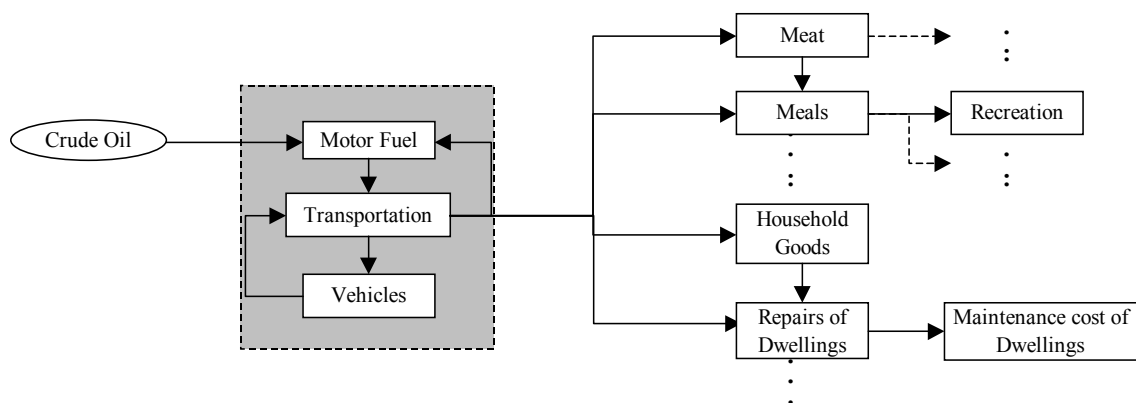 Crude Oil
Motor Fuel
Transportation
Vehicles
Meat
Meals
Recreation
Household
Goods
Repairs of
Dwellings
Maintenance cost of
Dwellings